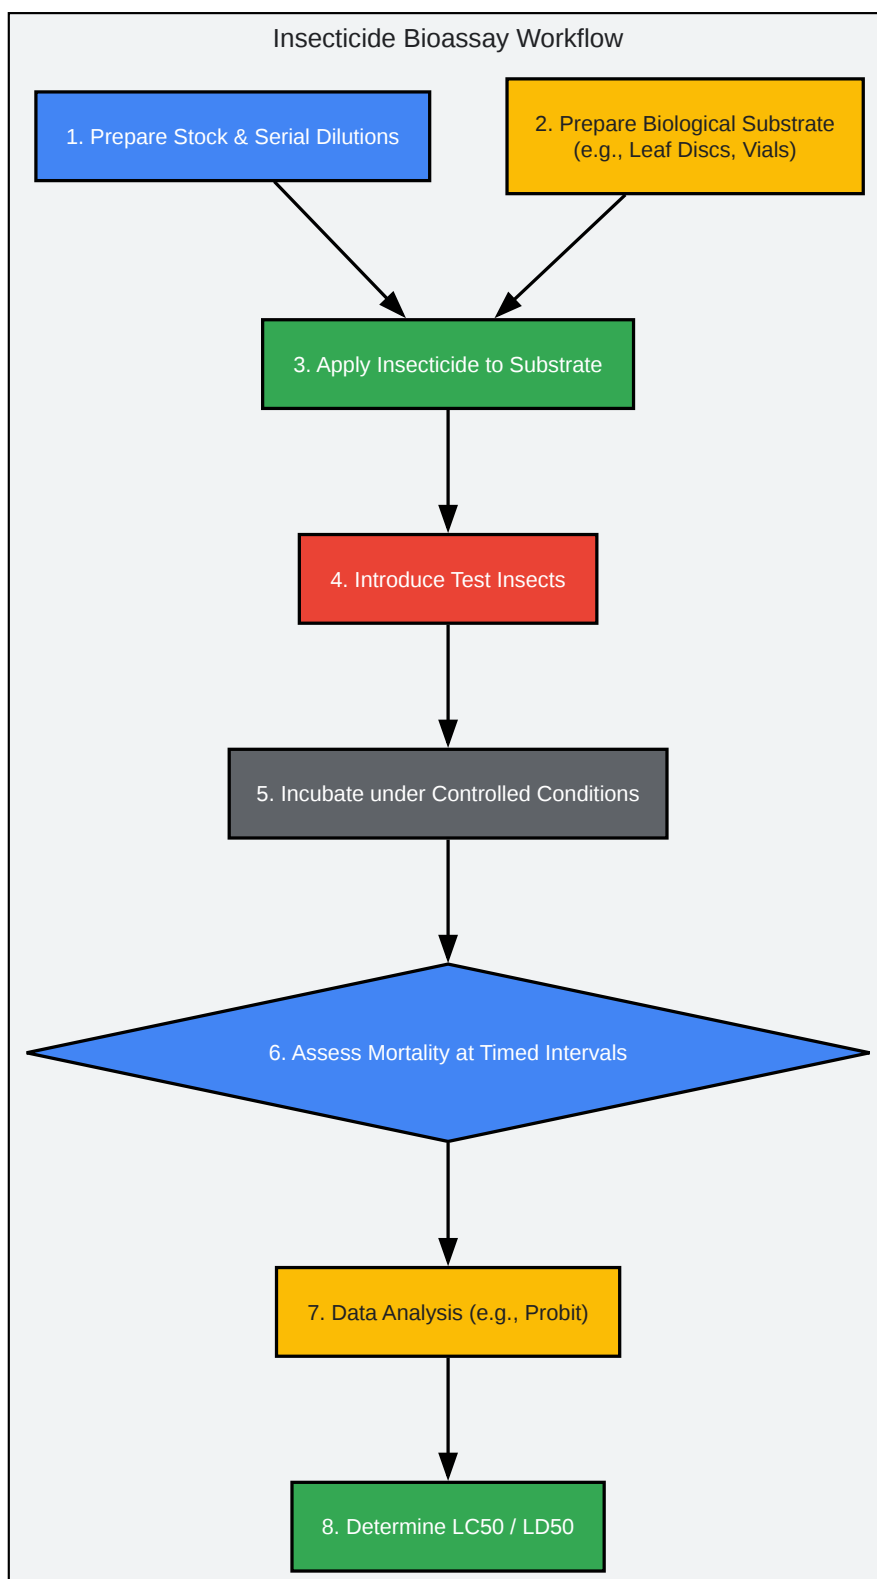 Insecticide Bioassay Workflow
1. Prepare Stock & Serial Dilutions
2. Prepare Biological Substrate
(e.g., Leaf Discs, Vials)
3. Apply Insecticide to Substrate
4. Introduce Test Insects
5. Incubate under Controlled Conditions
6. Assess Mortality at Timed Intervals
7. Data Analysis (e.g., Probit)
8. Determine LC50 / LD50